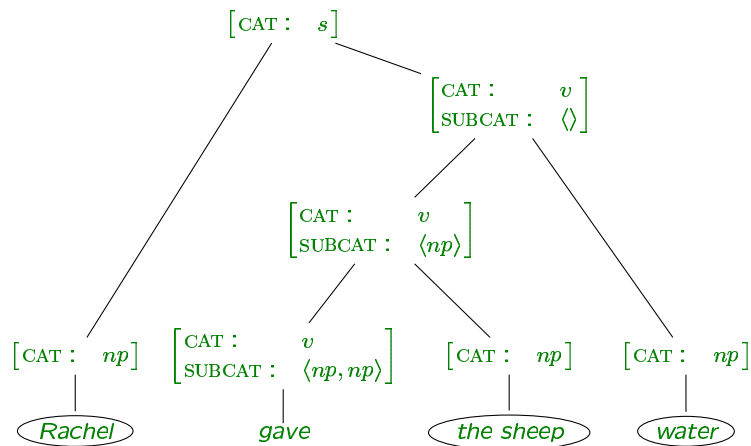 [CAT : s]
[CAT : v
SUBCAT : ⟨⟩]
[CAT : v
SUBCAT : ⟨np⟩]
[CAT : np] [CAT : v [CAT : np] [CAT : np]
SUBCAT : ⟨np, np⟩]
Rachel gave the sheep water